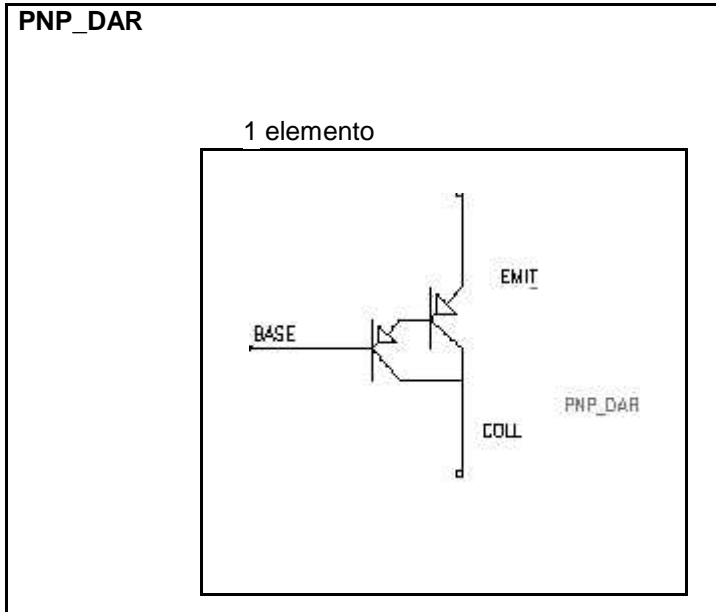 PNP_DAR
1 elemento
EMIT
BASE
PNP_DAR
COLL